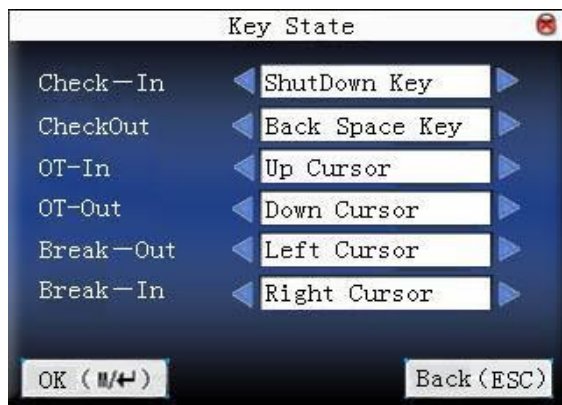 Key State
Check－In ShutDown Key
CheckOut Back Space Key
OT-In Up Cursor
OT-Out Down Cursor
Break－Out Left Cursor
Break－In Right Cursor
OK (M/↵) Back(ESC)